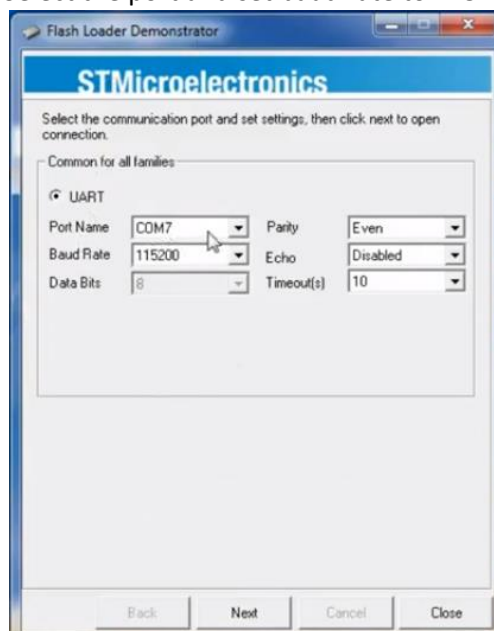 Flash Loader Demonstrator
STMicroelectronics
Select the communication port and set settings, then click next to open
connection.
Common for all families
UART
Port Name COM7 Parity Even
Baud Rate 115200 Echo Disabled
Data Bits 8 Timeout(s) 10
Back Next Cancel Close